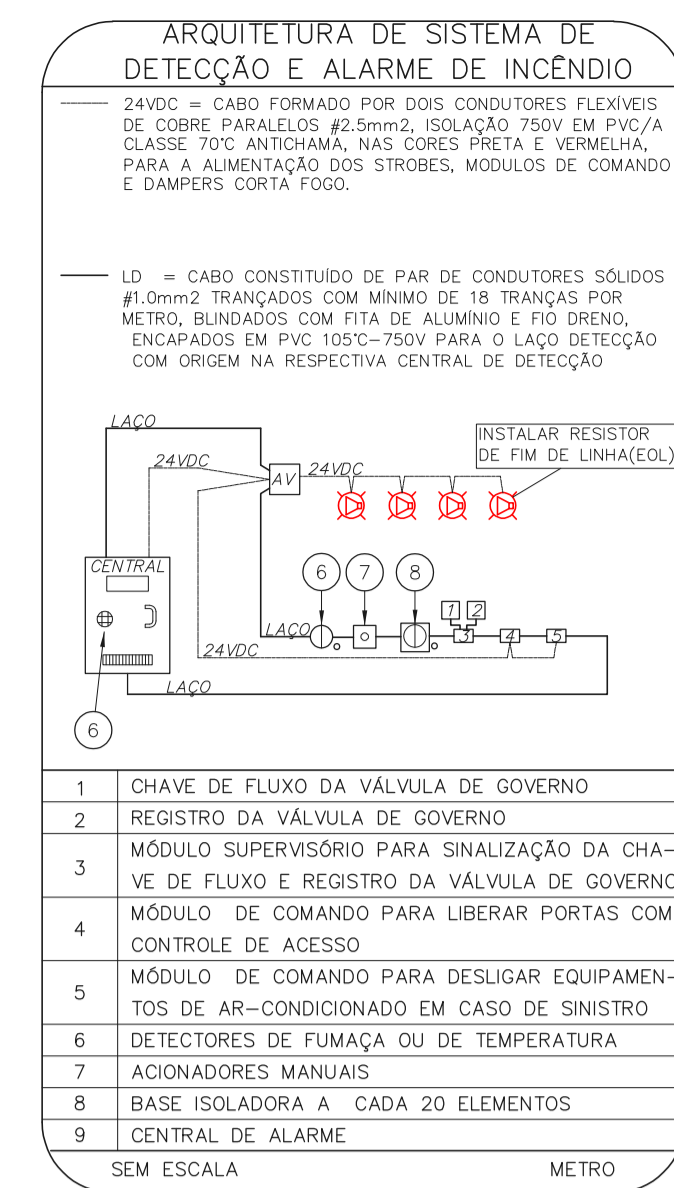 ARQUITETURA DE SISTEMA DE
DETECÇÃO E ALARME DE INCÊNDIO
24VDC = CABO FORMADO POR DOIS CONDUTORES FLEXÍVEIS
DE COBRE PARALELOS #2.5mm2, ISOLAÇÃO 750V EM PVC/A
CLASSE 70°C ANTICHAMA, NAS CORES PRETA E VERMELHA,
PARA A ALIMENTAÇÃO DOS STROBES, MODULOS DE COMANDO
E DAMPERS CORTA FOGO.
LD = CABO CONSTITUÍDO DE PAR DE CONDUTORES SÓLIDOS
#1.0mm2 TRANÇADOS COM MÍNIMO DE 18 TRANÇAS POR
METRO, BLINDADOS COM FITA DE ALUMÍNIO E FIO DRENO,
ENCAPADOS EM PVC 105°C-750V PARA O LAÇO DETECÇÃO
COM ORIGEM NA RESPECTIVA CENTRAL DE DETECÇÃO
LAÇO
INSTALAR RESISTOR
DE FIM DE LINHA(EOL)
24VDC
AV
24VDC
CENTRAL
6
7
8
1
2
LAÇO
3
4
5
24VDC
LAÇO
6
1 CHAVE DE FLUXO DA VÁLVULA DE GOVERNO
2 REGISTRO DA VÁLVULA DE GOVERNO
3 MÓDULO SUPERVISÓRIO PARA SINALIZAÇÃO DA CHA-
VE DE FLUXO E REGISTRO DA VÁLVULA DE GOVERNO
4 MÓDULO DE COMANDO PARA LIBERAR PORTAS COM
CONTROLE DE ACESSO
5 MÓDULO DE COMANDO PARA DESLIGAR EQUIPAMEN-
TOS DE AR-CONDICIONADO EM CASO DE SINISTRO
6 DETECTORES DE FUMAÇA OU DE TEMPERATURA
7 ACIONADORES MANUAIS
8 BASE ISOLADORA A CADA 20 ELEMENTOS
9 CENTRAL DE ALARME
SEM ESCALA METRO